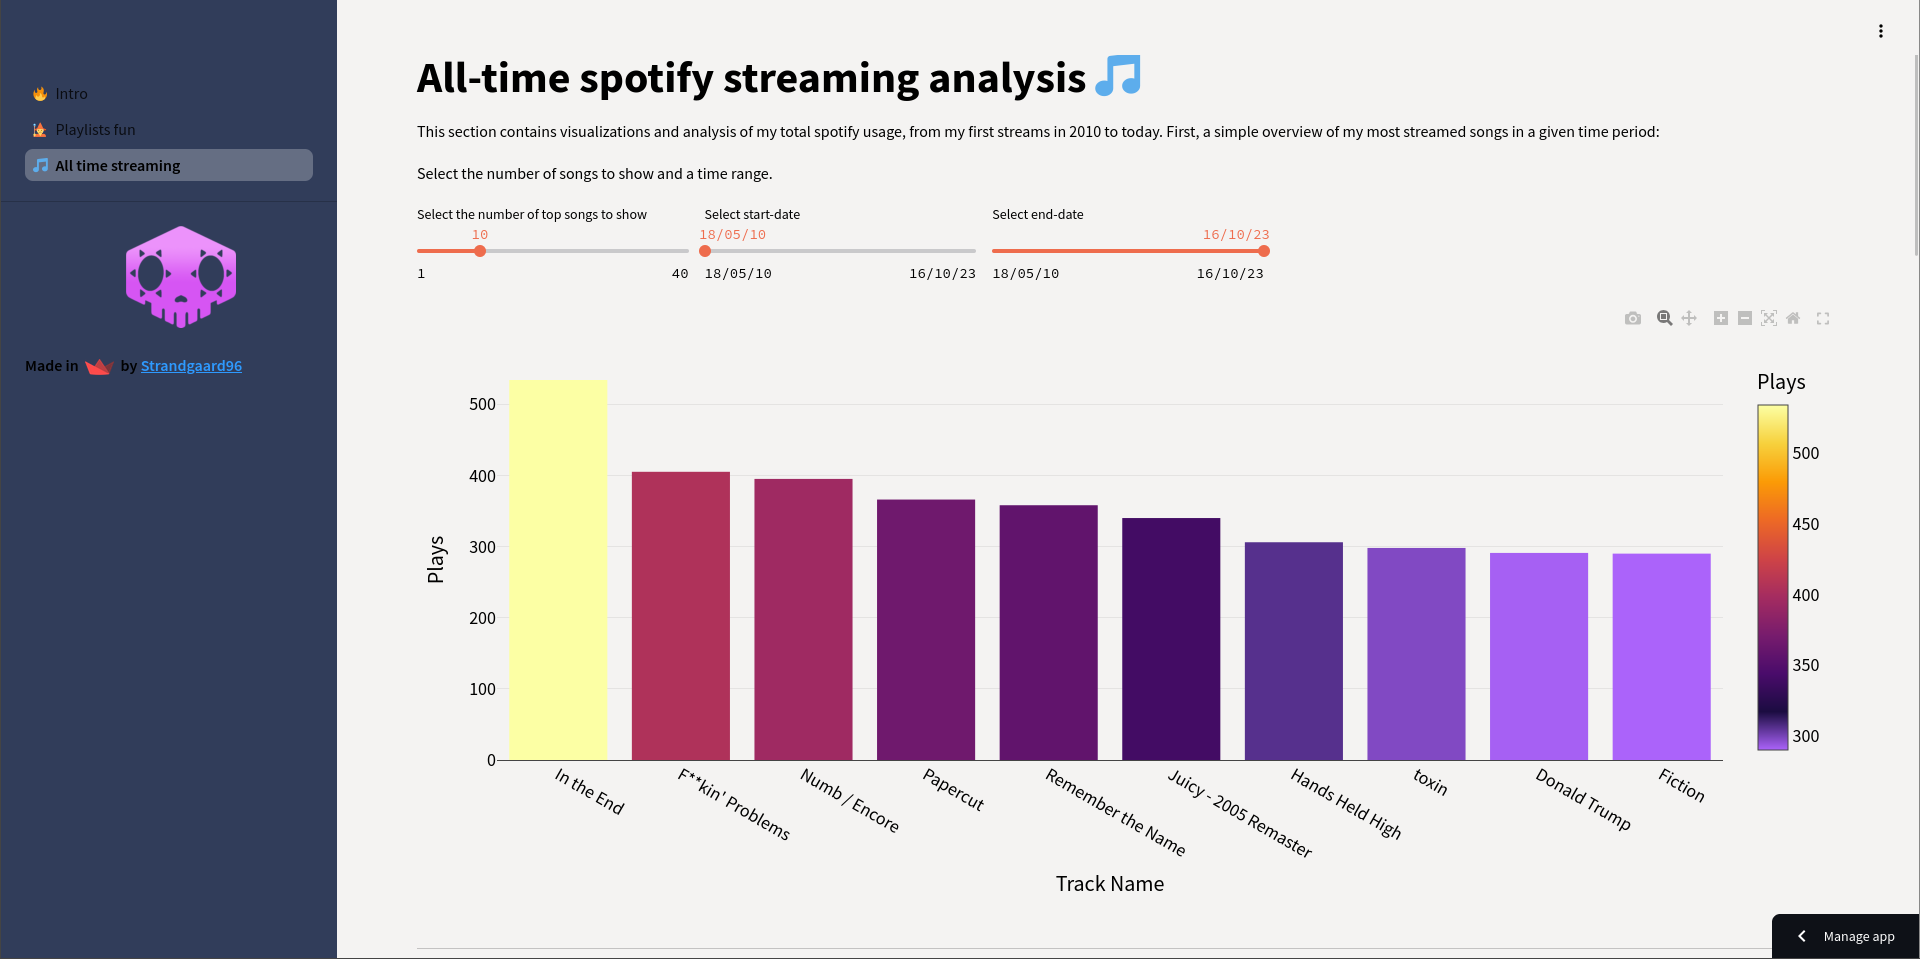 Intro
Playlists fun
All time streaming
Made in by Strandgaard96
All-time spotify streaming analysis
This section contains visualizations and analysis of my total spotify usage, from my first streams in 2010 to today. First, a simple overview of my most streamed songs in a given time period:
Select the number of songs to show and a time range.
Select the number of top songs to show
10
1 40
Select start-date
18/05/10
18/05/10 16/10/23
Select end-date
16/10/23
18/05/10 16/10/23
Plays
500
400
300
200
100
0
In the End
F**kin' Problems
Numb / Encore
Papercut
Remember the Name
Juicy - 2005 Remaster
Hands Held High
toxin
Donald Trump
Fiction
Track Name
Plays
500
450
400
350
300
Manage app